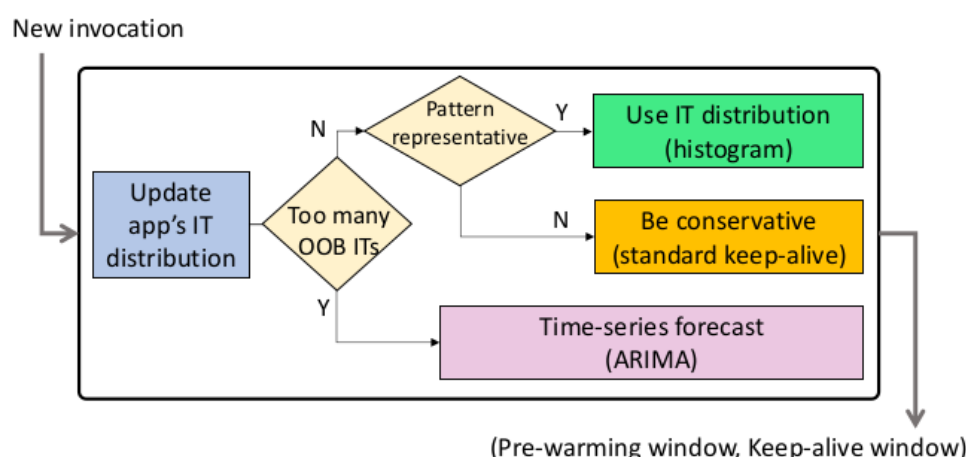 New invocation
Update
app's IT
distribution
Too many
OOB ITs
N
Y
Pattern
representative
Y
N
Use IT distribution
(histogram)
Be conservative
(standard keep-alive)
Time-series forecast
(ARIMA)
(Pre-warming window, Keep-alive window)